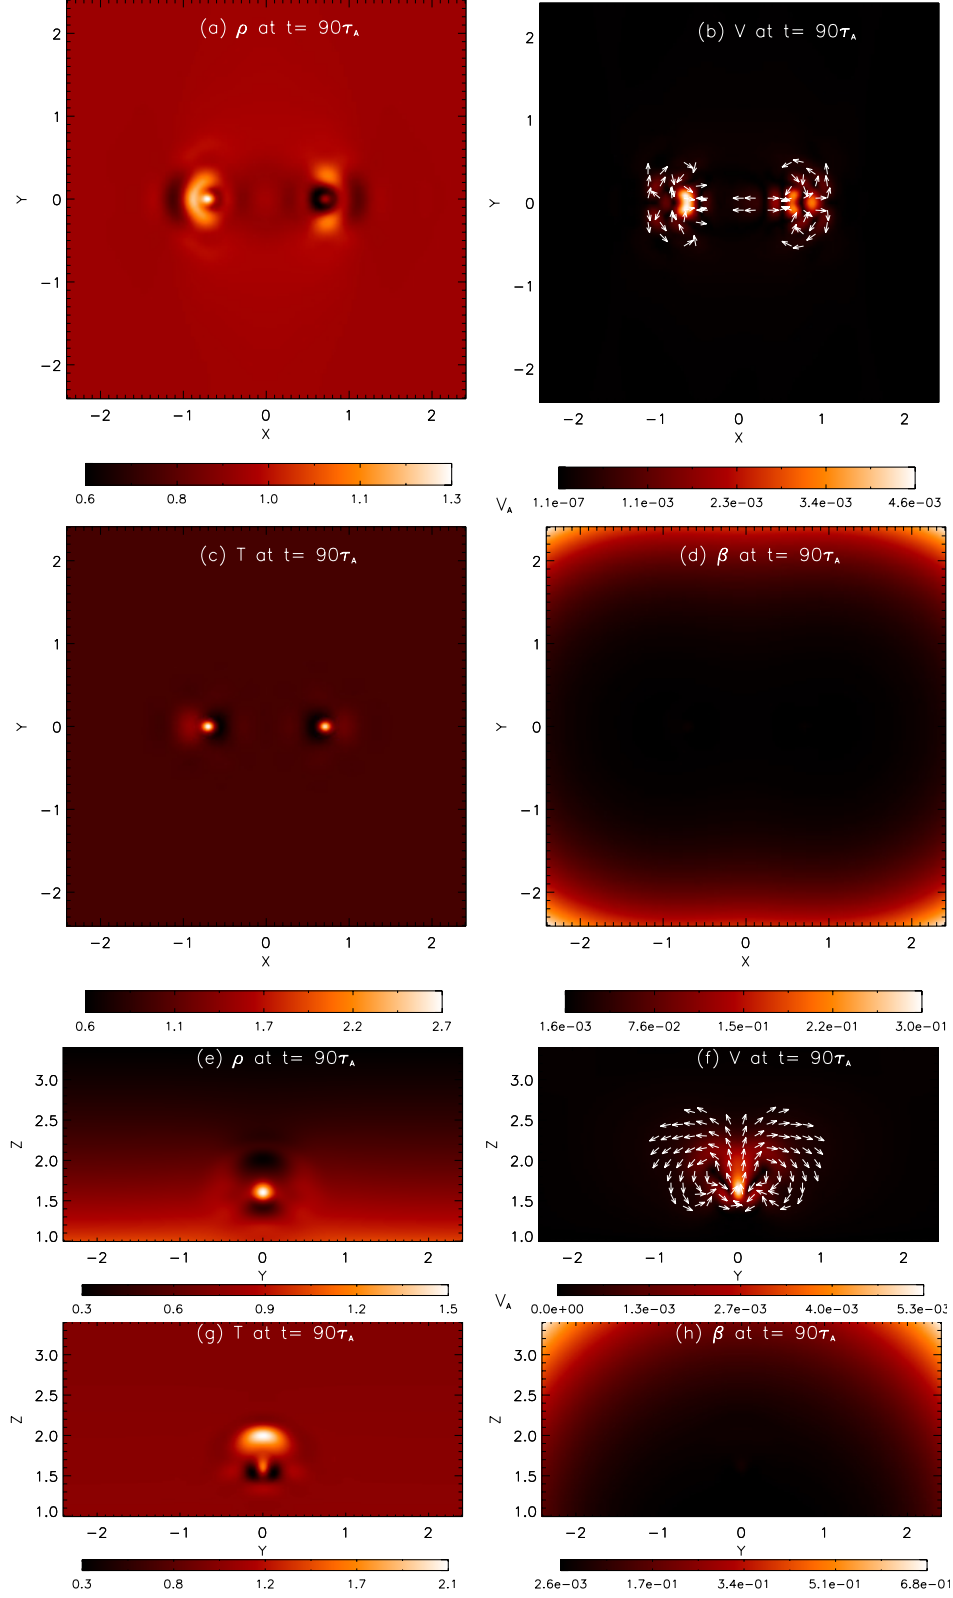 (a) ρ at t= 90τA
(b) V at t= 90τA
2
1
0
−1
−2
Y
−2 −1 0 1 2
X
2
1
0
−1
−2
Y
−2 −1 0 1 2
X
0.6 0.8 1.0 1.1 1.3
VA 1.1e−07 1.1e−03 2.3e−03 3.4e−03 4.6e−03
(c) T at t= 90τA
(d) β at t= 90τA
2
1
0
−1
−2
Y
−2 −1 0 1 2
X
2
1
0
−1
−2
Y
−2 −1 0 1 2
X
0.6 1.1 1.7 2.2 2.7
1.6e−03 7.6e−02 1.5e−01 2.2e−01 3.0e−01
(e) ρ at t= 90τA
(f) V at t= 90τA
3.0
2.5
2.0
1.5
1.0
Z
−2 −1 0 1 2
Y
3.0
2.5
2.0
1.5
1.0
Z
−2 −1 0 1 2
Y
0.3 0.6 0.9 1.2 1.5
VA 0.0e+00 1.3e−03 2.7e−03 4.0e−03 5.3e−03
(g) T at t= 90τA
(h) β at t= 90τA
3.0
2.5
2.0
1.5
1.0
Z
−2 −1 0 1 2
Y
3.0
2.5
2.0
1.5
1.0
Z
−2 −1 0 1 2
Y
0.3 0.8 1.2 1.7 2.1
2.6e−03 1.7e−01 3.4e−01 5.1e−01 6.8e−01